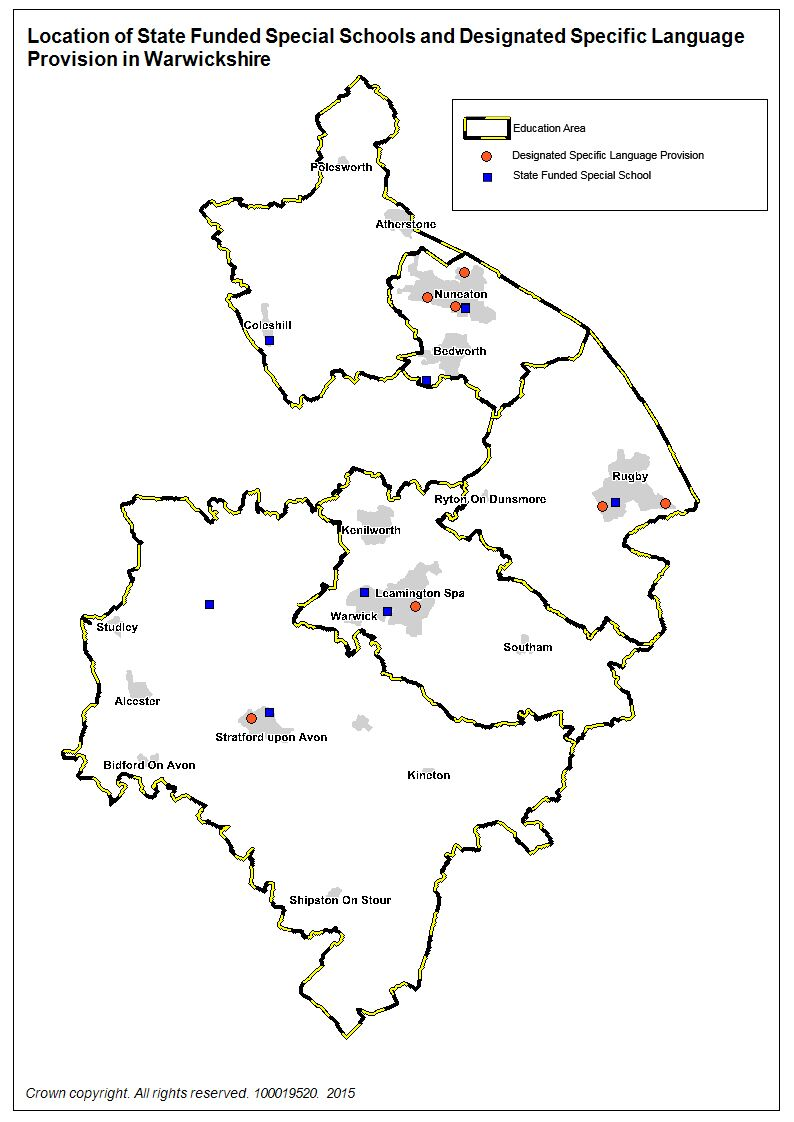 Location of State Funded Special Schools and Designated Specific Language
Provision in Warwickshire
Education Area
Designated Specific Language Provision
State Funded Special School
Polesworth
Atherstone
Nuneaton
Coleshill
Bedworth
Rugby
Ryton On Dunsmore
Kenilworth
Leamington Spa
Warwick
Studley
Southam
Alcester
Stratford upon Avon
Bidford On Avon
Kineton
Shipston On Stour
Crown copyright. All rights reserved. 100019520. 2015